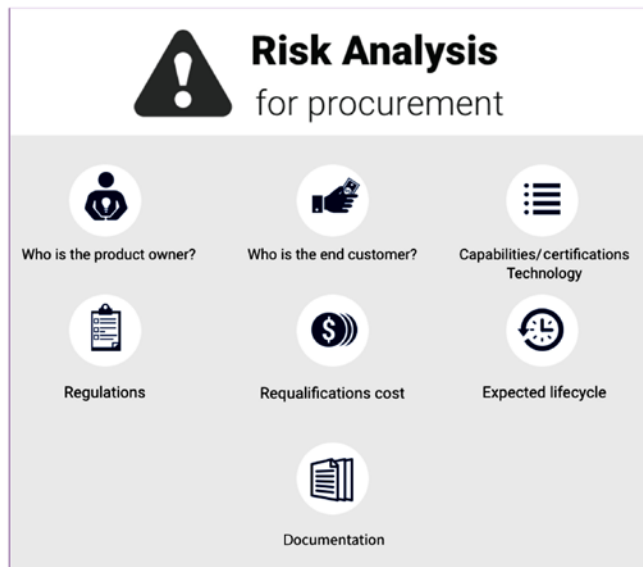 Risk Analysis
for procurement
Who is the product owner?
Who is the end customer?
Capabilities/certifications
Technology
Regulations
Requalifications cost
Expected lifecycle
Documentation